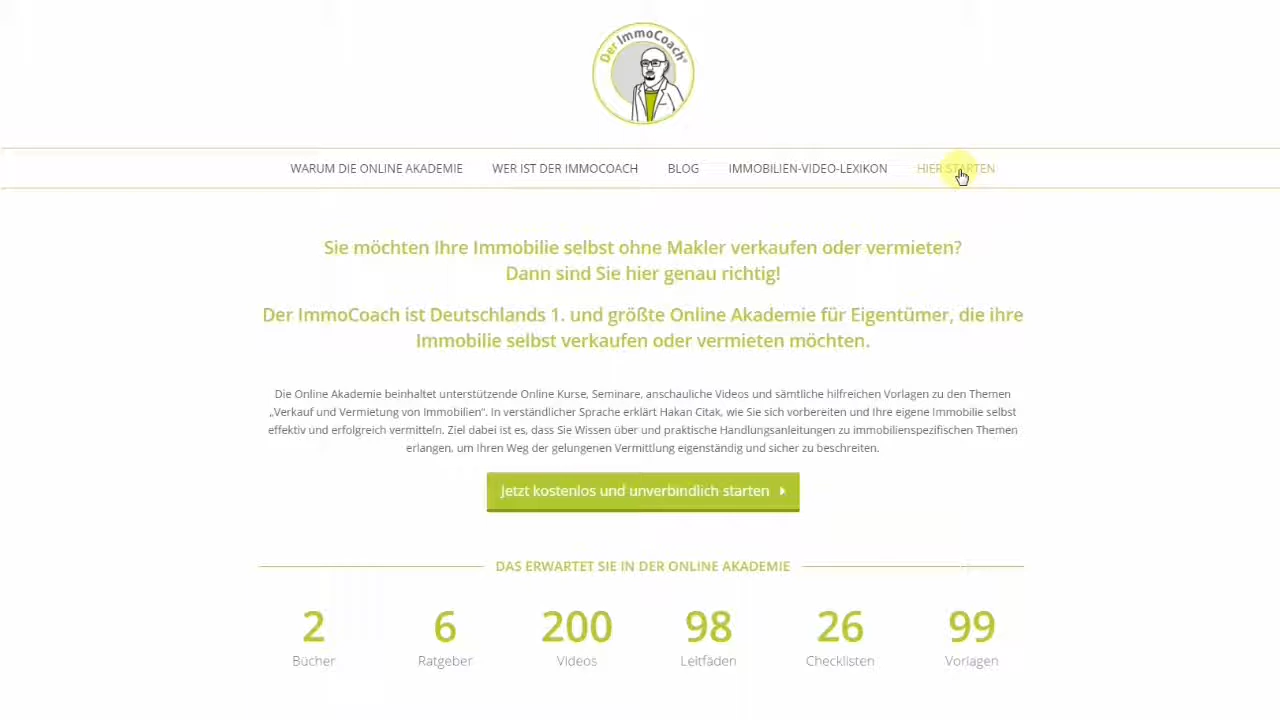 Der ImmoCoach®
WARUM DIE ONLINE AKADEMIE
WER IST DER IMMOCOACH
BLOG
IMMOBILIEN-VIDEO-LEXIKON
HIER STARTEN
Sie möchten Ihre Immobilie selbst ohne Makler verkaufen oder vermieten?
Dann sind Sie hier genau richtig!
Der ImmoCoach ist Deutschlands 1. und größte Online Akademie für Eigentümer, die ihre
Immobilie selbst verkaufen oder vermieten möchten.
Die Online Akademie beinhaltet unterstützende Online Kurse, Seminare, anschauliche Videos und sämtliche hilfreichen Vorlagen zu den Themen
„Verkauf und Vermietung von Immobilien“. In verständlicher Sprache erklärt Hakan Citak, wie Sie sich vorbereiten und Ihre eigene Immobilie selbst
effektiv und erfolgreich vermitteln. Ziel dabei ist es, dass Sie Wissen über und praktische Handlungsanleitungen zu immobilienspezifischen Themen
erlangen, um Ihren Weg der gelungenen Vermittlung eigenständig und sicher zu beschreiten.
Jetzt kostenlos und unverbindlich starten
DAS ERWARTET SIE IN DER ONLINE AKADEMIE
2
Bücher
6
Ratgeber
200
Videos
98
Leitfäden
26
Checklisten
99
Vorlagen